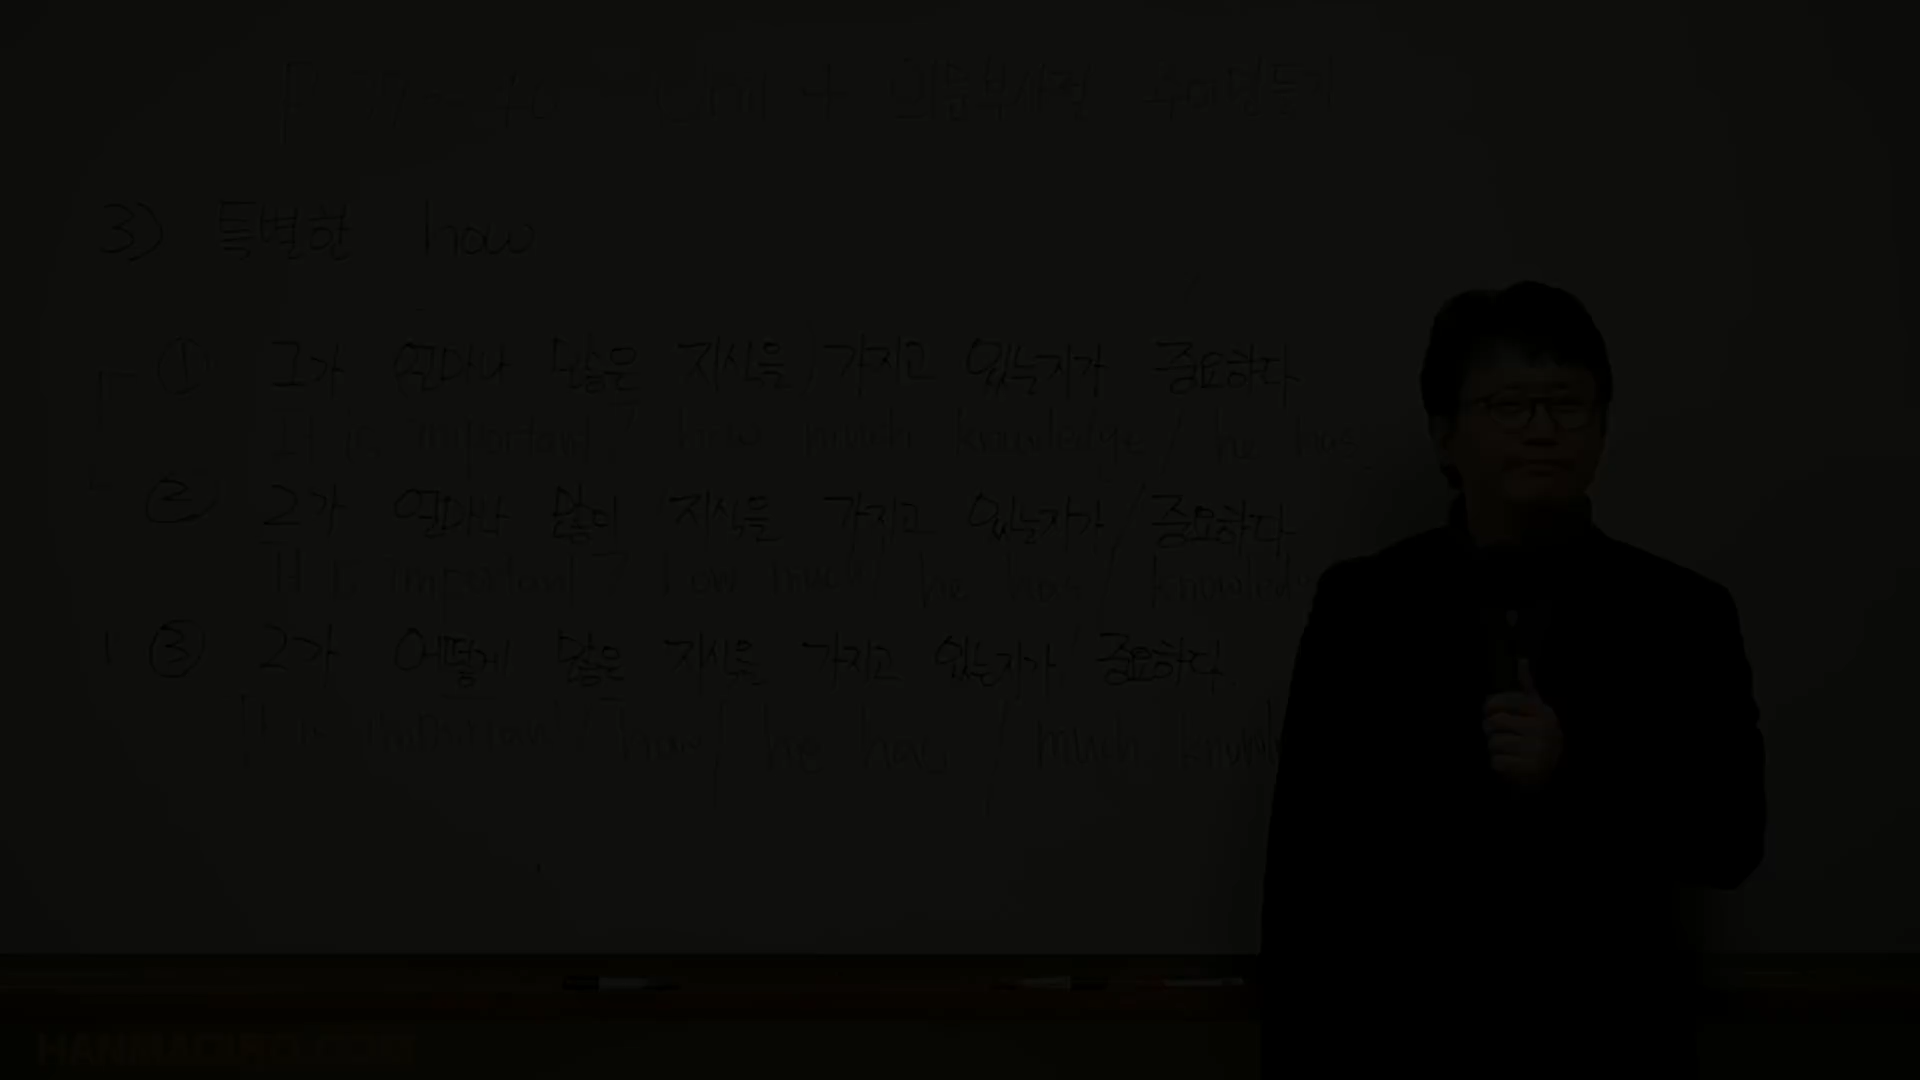 3) 특별한 how
① 그가 얼마나 많은 지식을 / 가지고 있는지가 중요하다
It is important / how much knowledge / he has
② 그가 얼마나 많이 지식을 가지고 있는지가 / 중요하다
It is important / how much / he has / knowled
③ 그가 어떻게 많은 지식을 가지고 있는지가 / 중요하다.
It is important / how / he has / much knowl